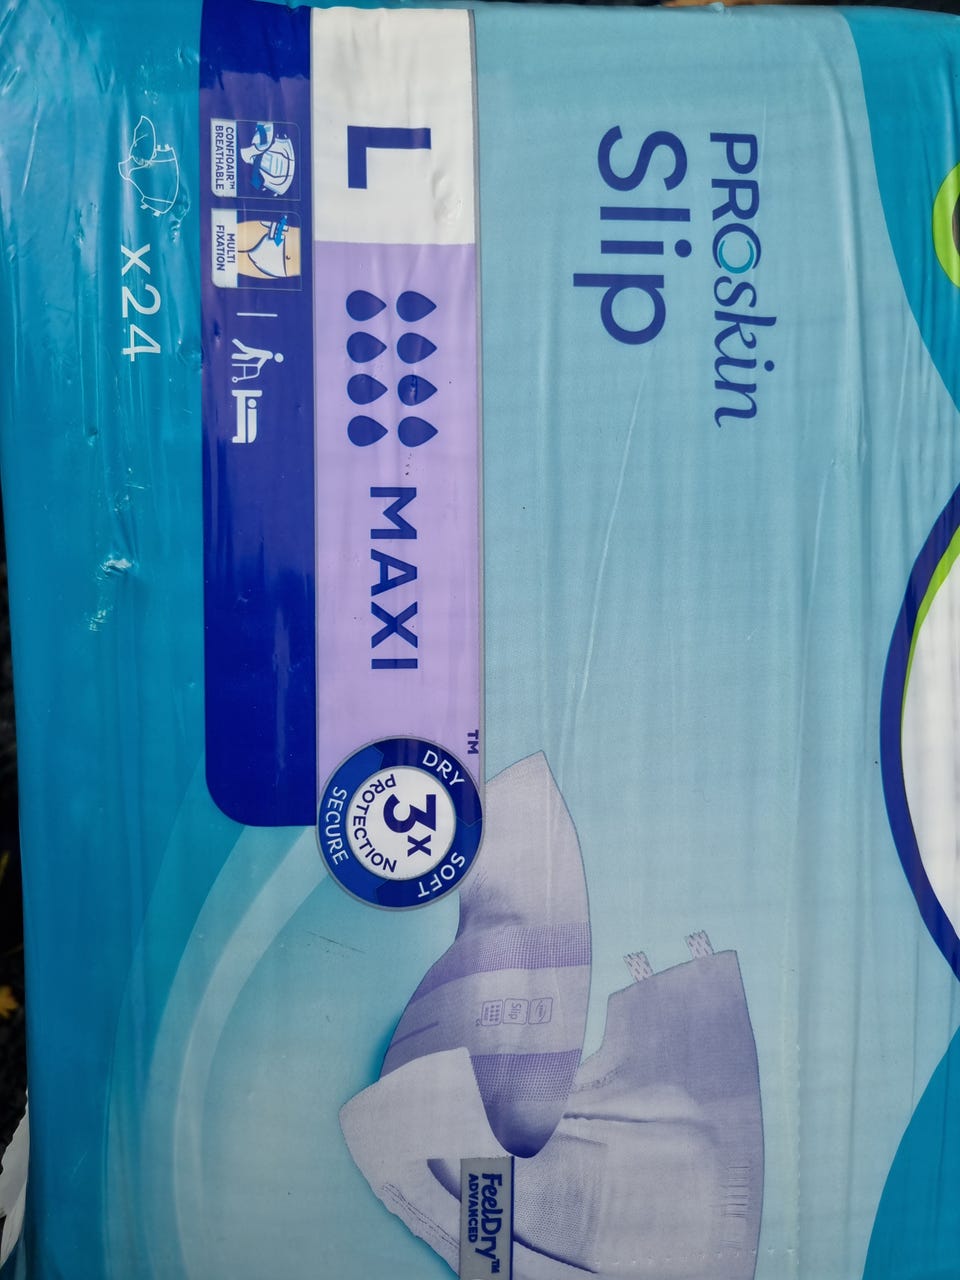 PROskin
Slip
L
MAXI
™
DRY
SOFT
SECURE
3x
PROTECTION
CONFIOAIR™
BREATHABLE
MULTI
FIXATION
x24
Slip
FeelDry™
ADVANCED